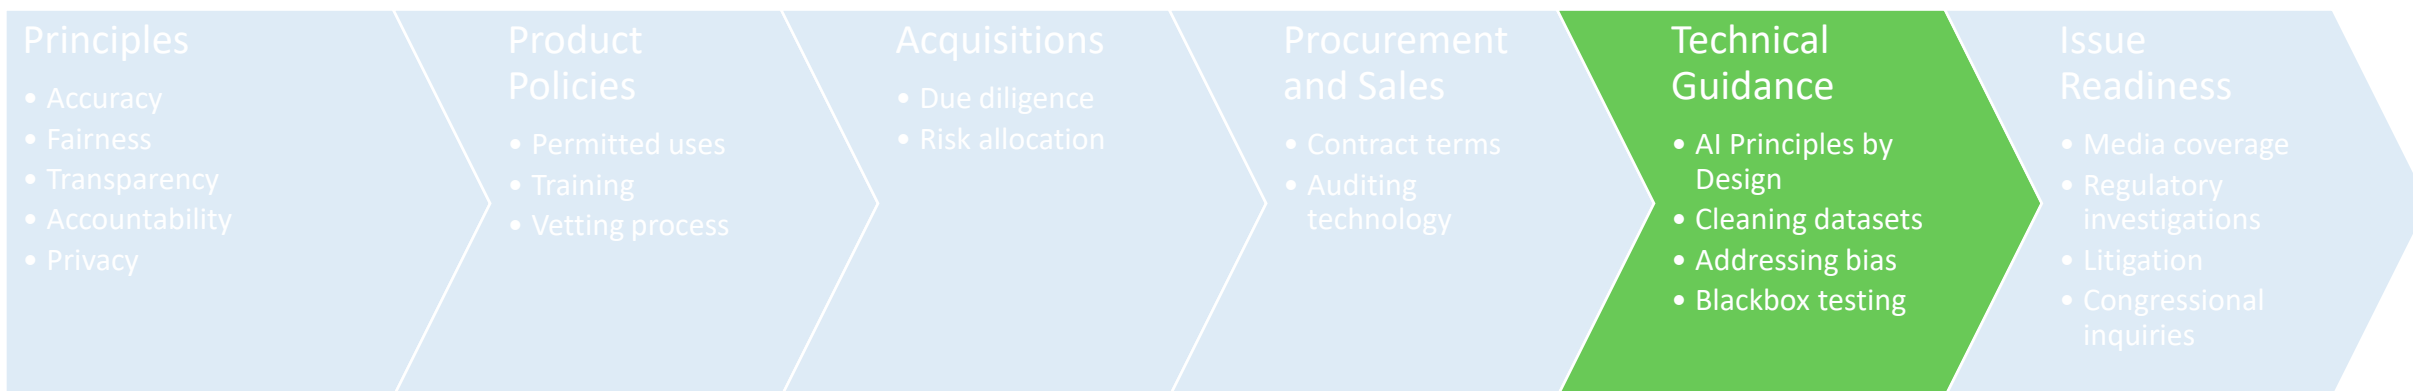 Principles
• Accuracy
• Fairness
• Transparency
• Accountability
• Privacy
Product
Policies
• Permitted uses
• Training
• Vetting process
Acquisitions
• Due diligence
• Risk allocation
Procurement
and Sales
• Contract terms
• Auditing
technology
Technical
Guidance
• AI Principles by
Design
• Cleaning datasets
• Addressing bias
• Blackbox testing
Issue
Readiness
• Media coverage
• Regulatory
investigations
• Litigation
• Congressional
inquiries